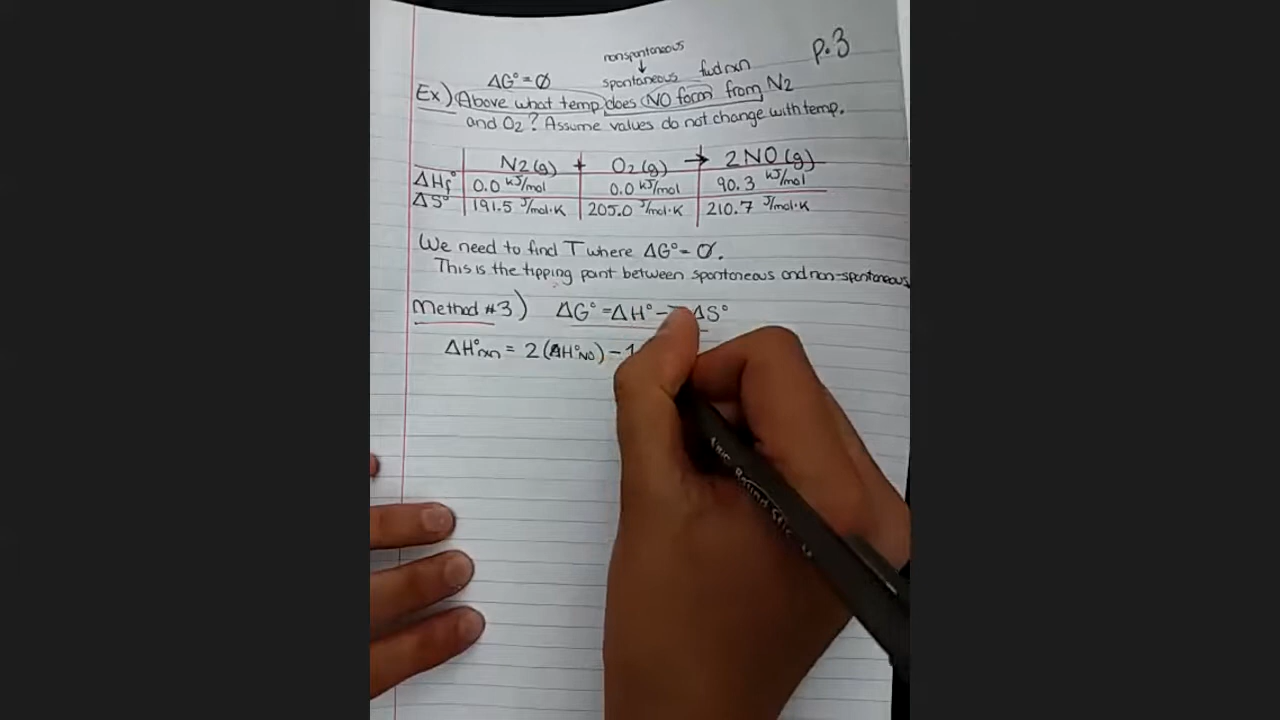 p.3
nonspontaneous
↓
ΔG° = Ø spontaneous fwd rxn
Ex) Above what temp does NO form from N2
and O2? Assume values do not change with temp.
N2(g) + O2(g) → 2NO(g)
ΔHf° 0.0 kJ/mol 0.0 kJ/mol 90.3 kJ/mol
ΔS° 191.5 J/mol·K 205.0 J/mol·K 210.7 J/mol·K
We need to find T where ΔG° = Ø.
This is the tipping point between spontaneous and non-spontaneous
Method #3) ΔG° = ΔH° - ΔS°
ΔH°rxn = 2(ΔH°NO) - 1